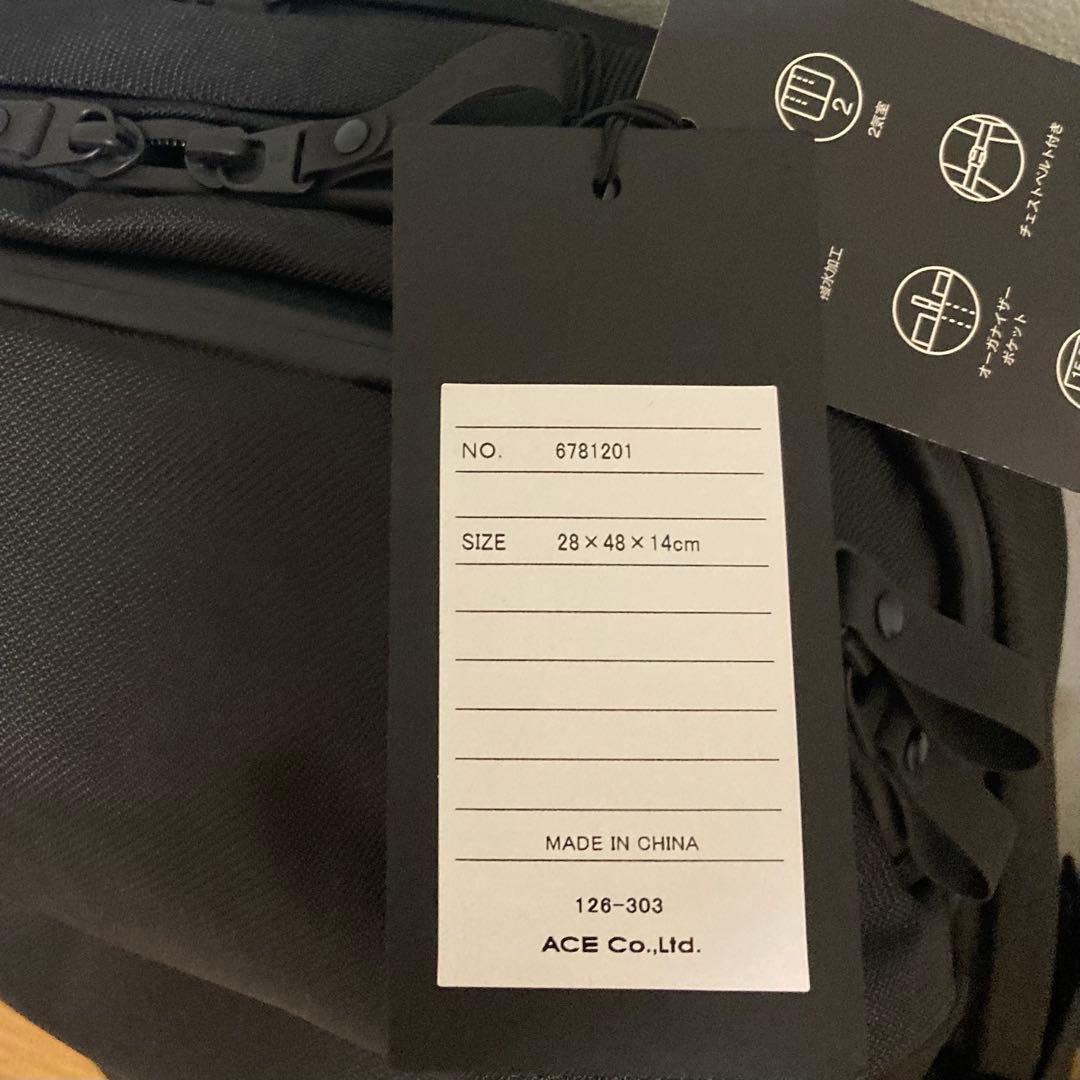 NO. 6781201
SIZE 28×48×14cm
MADE IN CHINA
126-303
ACE Co.,Ltd.
2
2気室
チェストベルト付き
撥水加工
オーガナイザー
ポケット